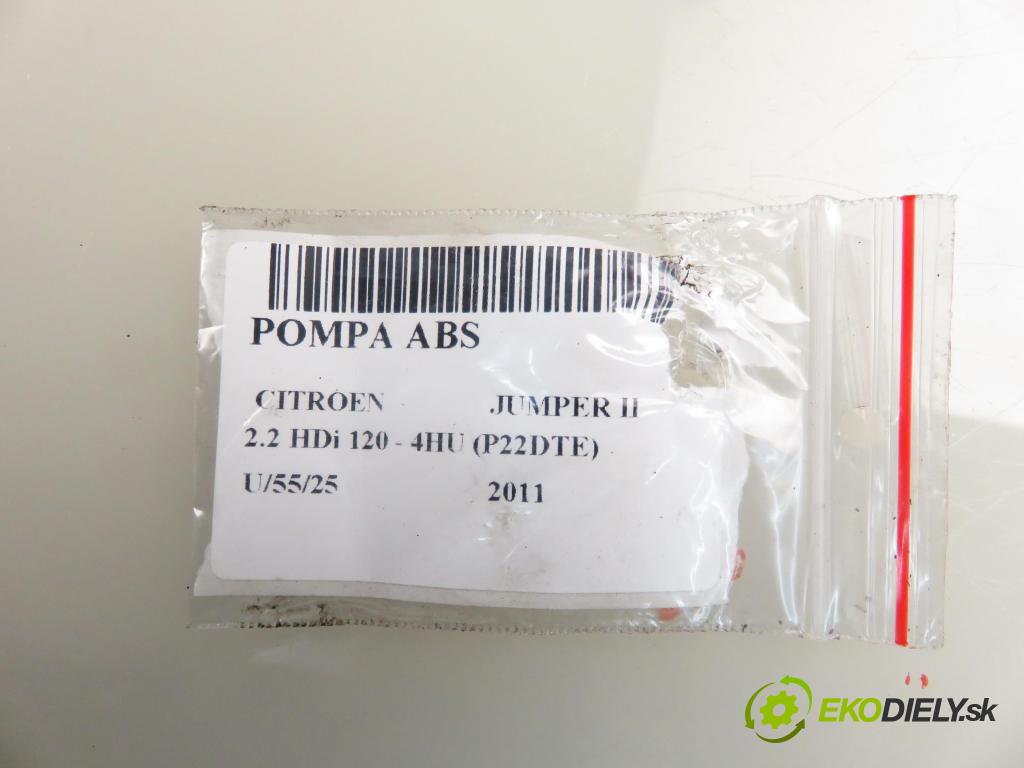 POMPA ABS
CITROEN JUMPER II
2.2 HDi 120 - 4HU (P22DTE)
U/55/25 2011
EKODIELY.sk